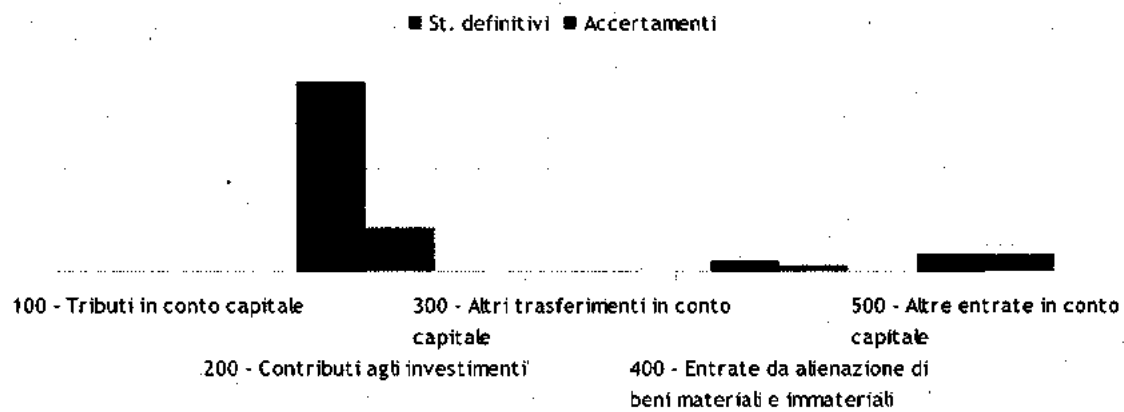 St. definitivi Accertamenti
100 - Tributi in conto capitale
200 - Contributi agli investimenti
300 - Altri trasferimenti in conto
capitale
400 - Entrate da alienazione di
beni materiali e immateriali
500 - Altre entrate in conto
capitale